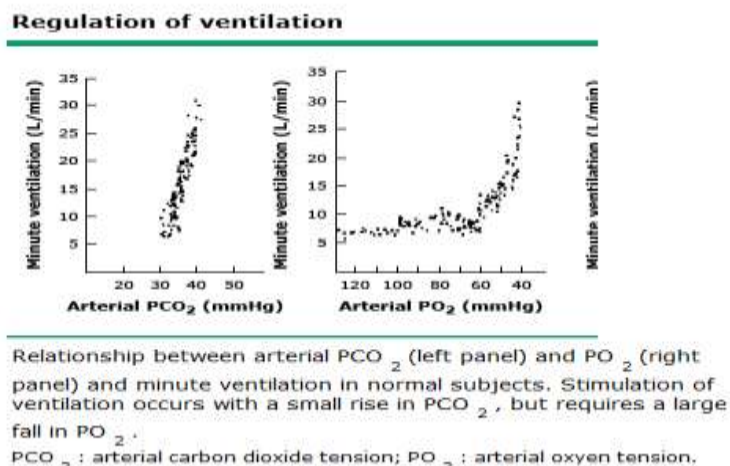 Regulation of ventilation
Minute ventilation (L/min)
35
30
25
20
15
10
5
20 30 40 50
Arterial PCO2 (mmHg)
Minute ventilation (L/min)
35
30
25
20
15
10
5
120 100 80 60 40
Arterial PO2 (mmHg)
Minute ventilation (L/min)
Relationship between arterial PCO 2 (left panel) and PO 2 (right
panel) and minute ventilation in normal subjects. Stimulation of
ventilation occurs with a small rise in PCO 2 , but requires a large
fall in PO 2 .
PCO 2 : arterial carbon dioxide tension; PO 2 : arterial oxyen tension.